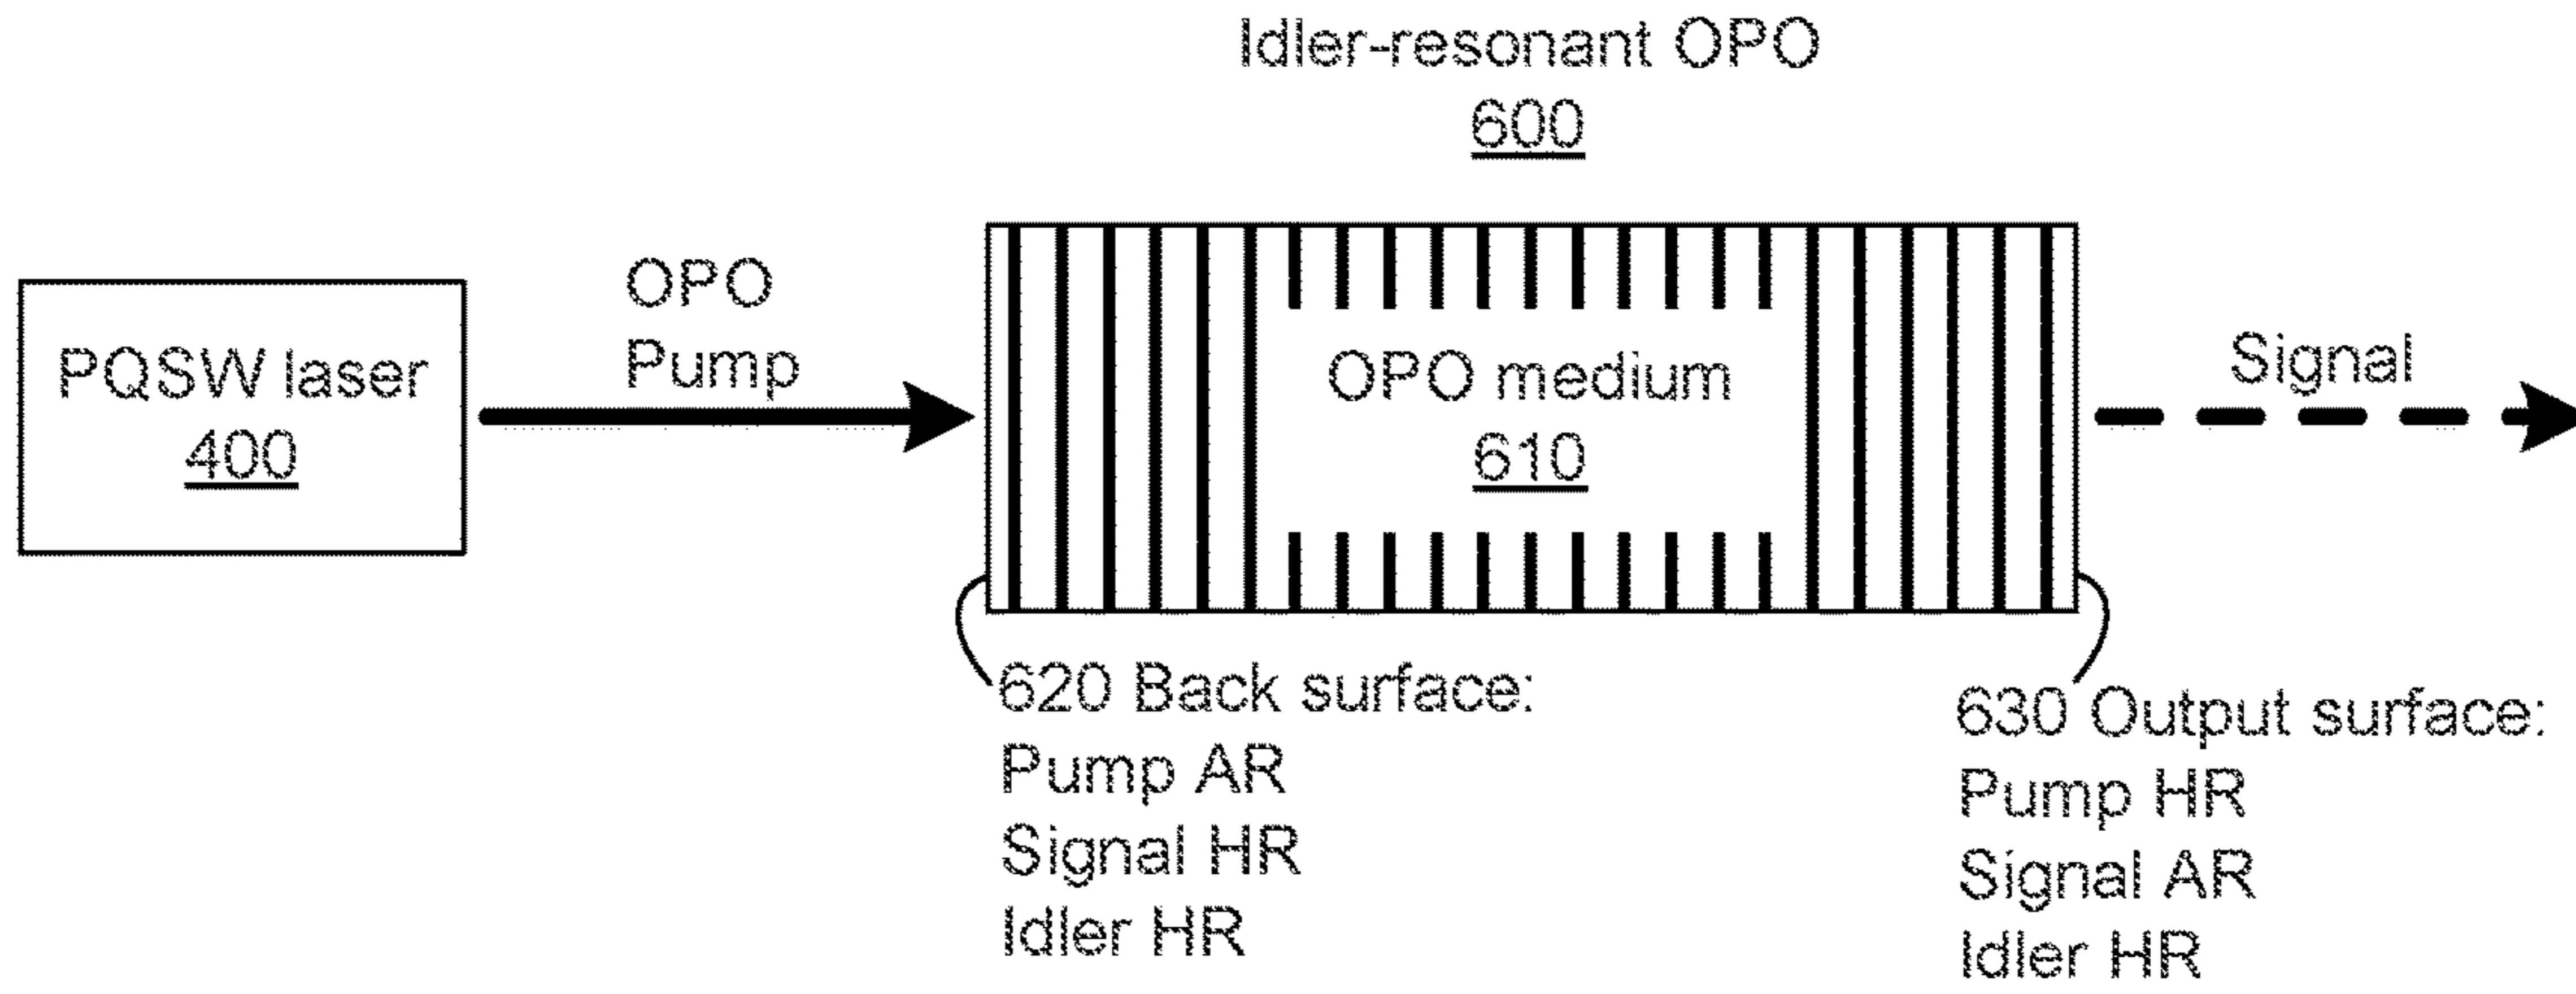 Idler-resonant OPO
600
PQSW laser
400
OPO
Pump
OPO medium
610
Signal
620 Back surface:
Pump AR
Signal HR
Idler HR
630 Output surface:
Pump HR
Signal AR
Idler HR